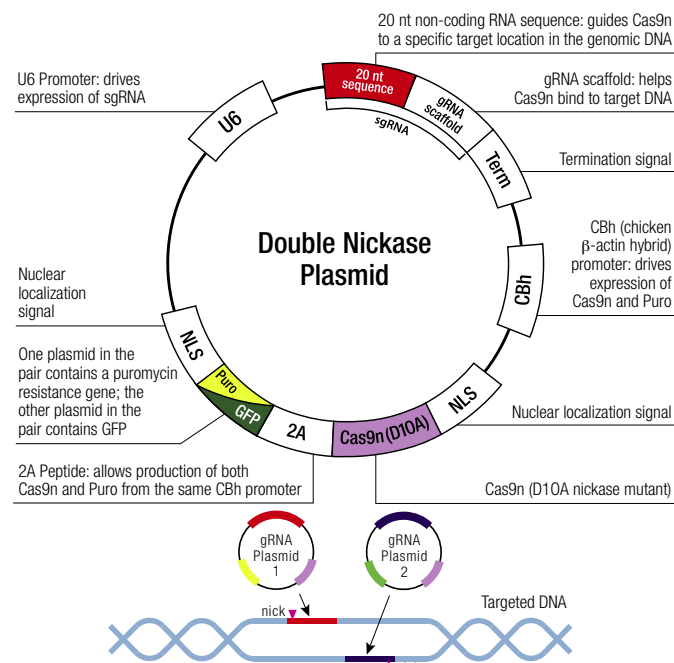 20 nt non-coding RNA sequence: guides Cas9n
to a specific target location in the genomic DNA
U6 Promoter: drives
expression of sgRNA
gRNA scaffold: helps
Cas9n bind to target DNA
20 nt
sequence
gRNA
scaffold
sgRNA
U6
Term
Termination signal
Double Nickase
Plasmid
CBh (chicken
β-actin hybrid)
promoter: drives
expression of
Cas9n and Puro
CBh
Nuclear
localization
signal
NLS
One plasmid in the
pair contains a puromycin
resistance gene; the
other plasmid in the
pair contains GFP
Puro
GFP
2A
Cas9n (D10A)
NLS
Nuclear localization signal
2A Peptide: allows production of both
Cas9n and Puro from the same CBh promoter
Cas9n (D10A nickase mutant)
gRNA
Plasmid
1
gRNA
Plasmid
2
nick
Targeted DNA